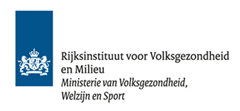 Rijksinstituut voor Volksgezondheid
en Milieu
Ministerie van Volksgezondheid,
Welzijn en Sport